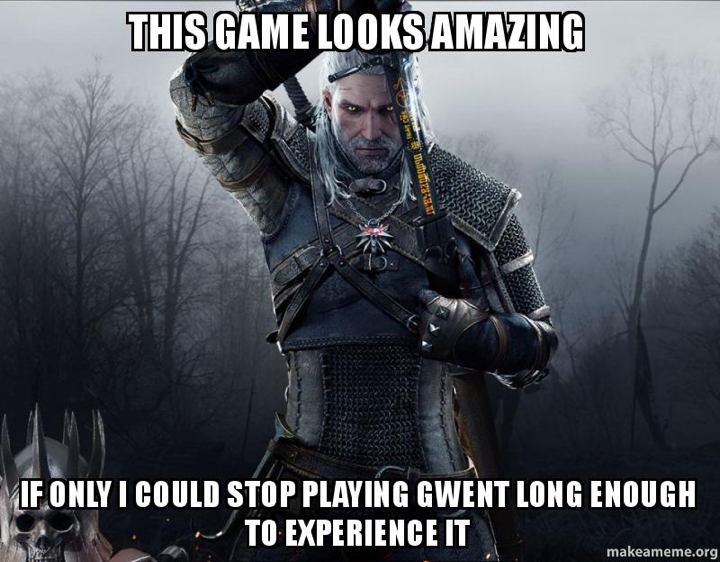 THIS GAME LOOKS AMAZING
IF ONLY I COULD STOP PLAYING GWENT LONG ENOUGH
TO EXPERIENCE IT
makeameme.org